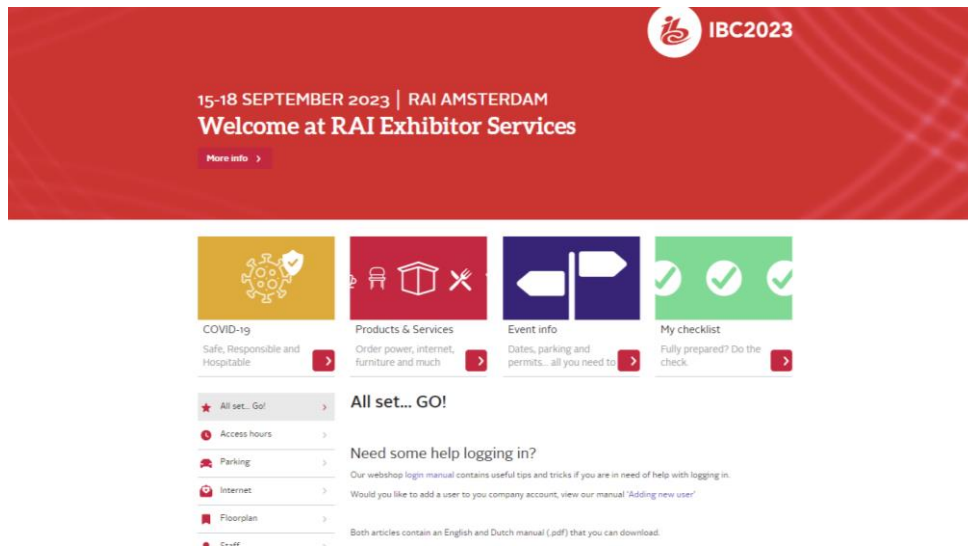 IBC2023
15-18 SEPTEMBER 2023 | RAI AMSTERDAM
Welcome at RAI Exhibitor Services
More info >
COVID-19
Safe, Responsible and
Hospitable
Products & Services
Order power, internet,
furniture and much
Event info
Dates, parking and
permits... all you need to
My checklist
Fully prepared? Do the
check.
All set... Go!
Access hours
Parking
Internet
Floorplan
Staff
All set... GO!
Need some help logging in?
Our webshop login manual contains useful tips and tricks if you are in need of help with logging in.
Would you like to add a user to you company account, view our manual 'Adding new user'
Both articles contain an English and Dutch manual (.pdf) that you can download.